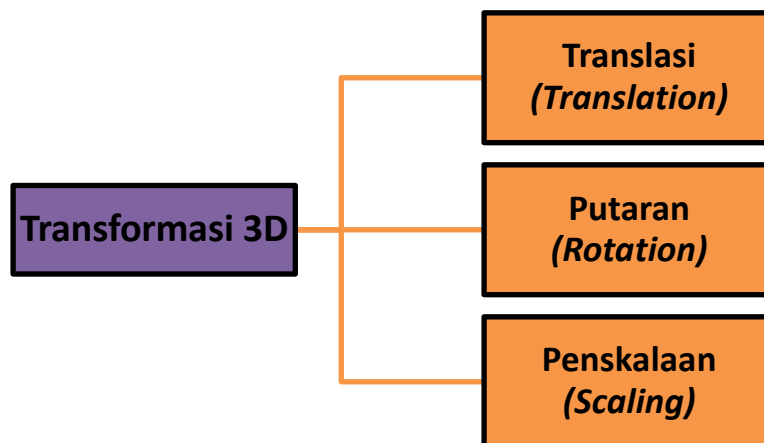 Transformasi 3D
Translasi
(Translation)
Putaran
(Rotation)
Penskalaan
(Scaling)